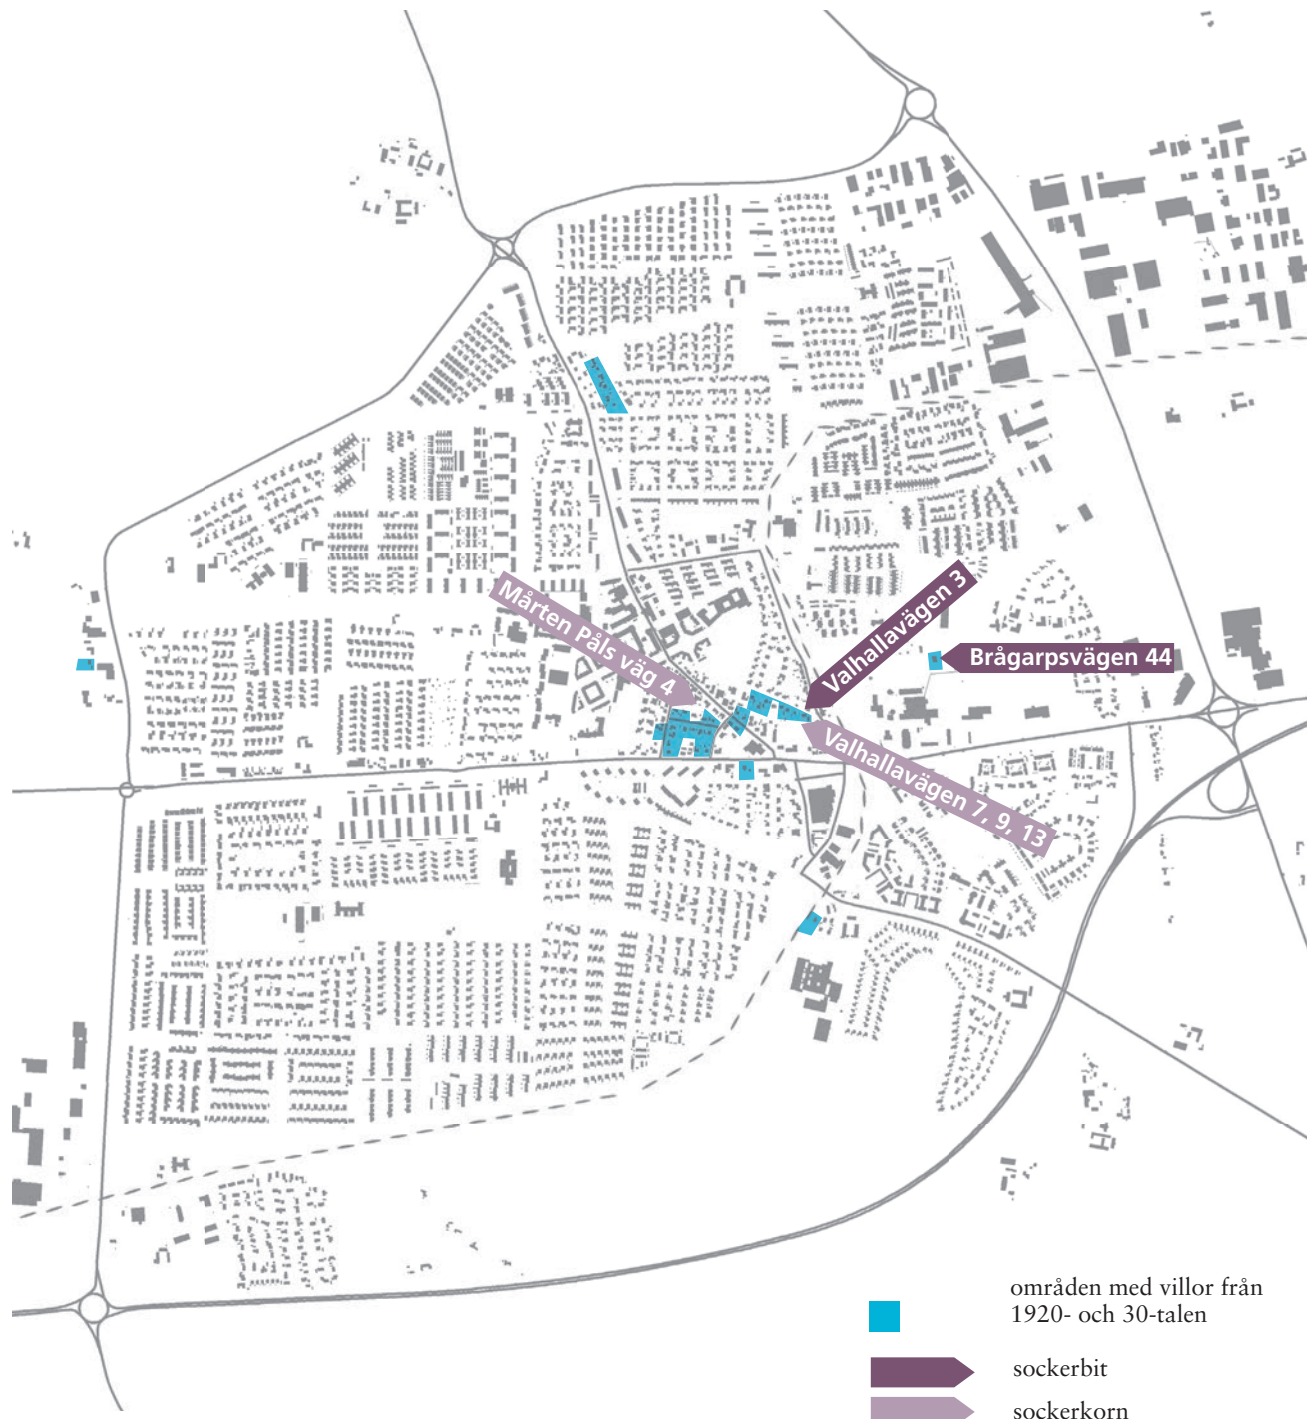 Mårten Påls väg 4
Valhallavägen 3
Brågarpsvägen 44
Valhallavägen 7, 9, 13
områden med villor från
1920- och 30-talen
sockerbit
sockerkorn